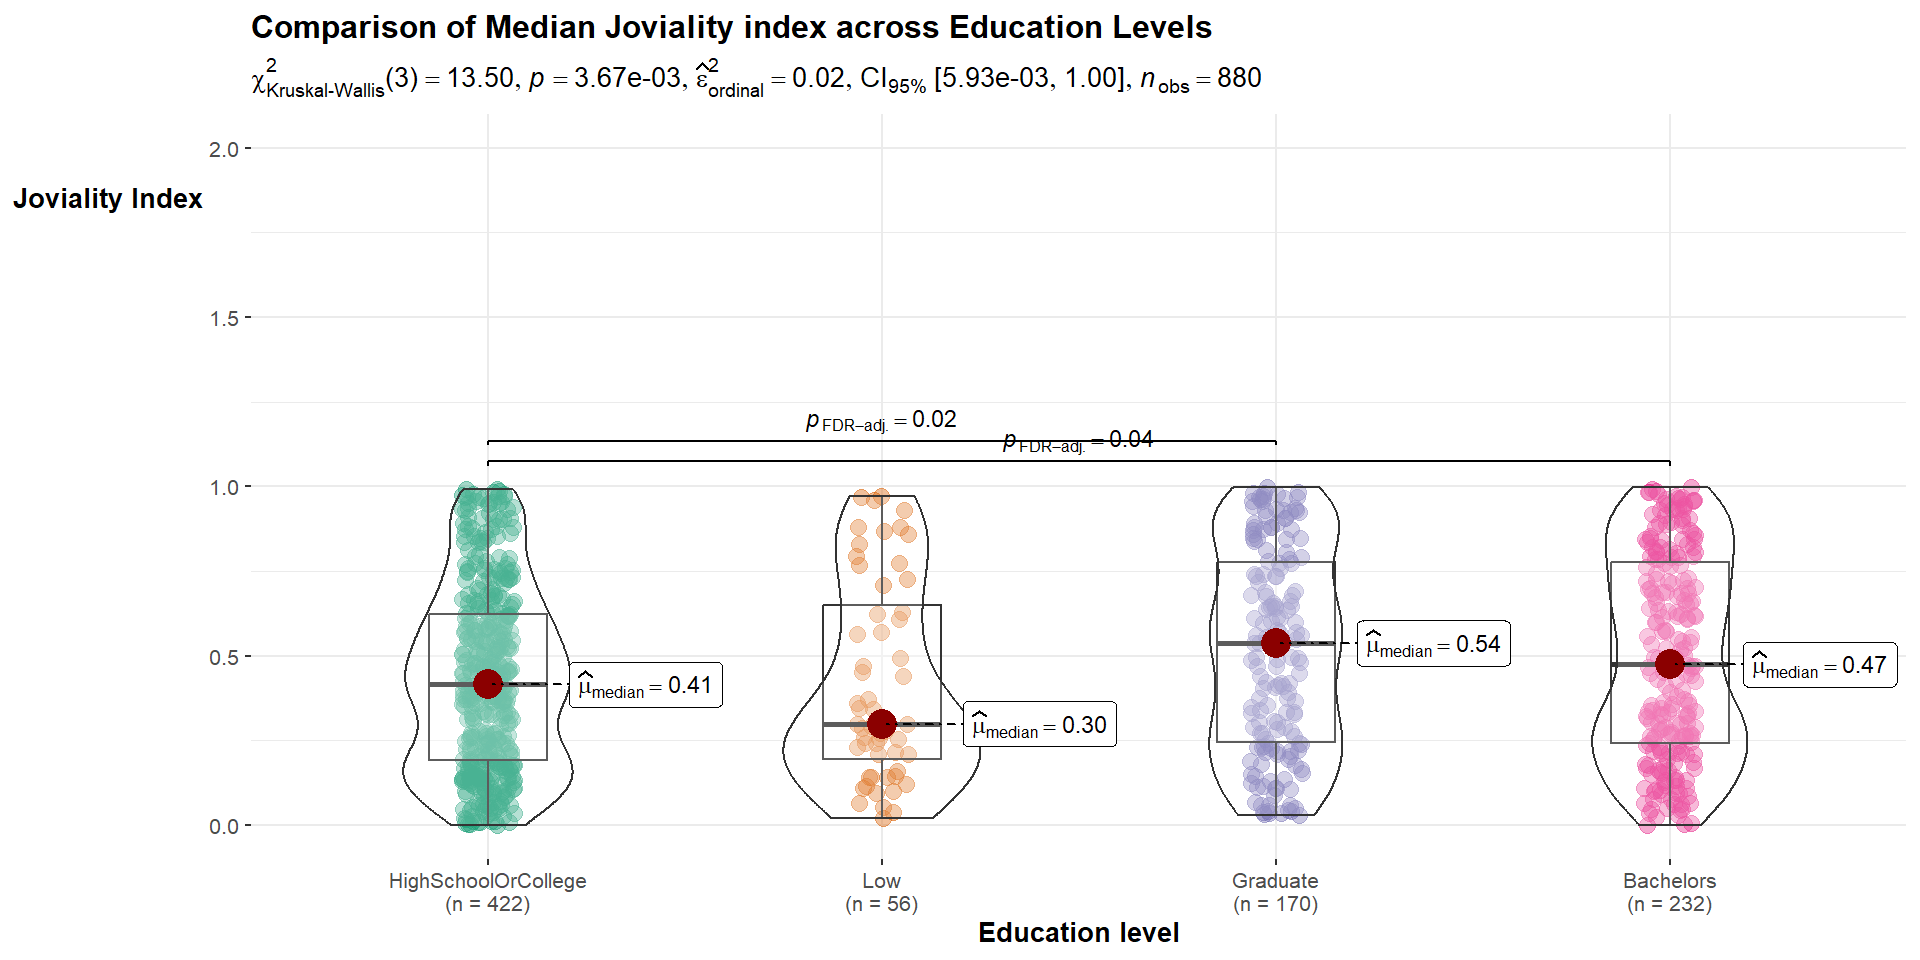 Comparison of Median Joviality index across Education Levels
χ²Kruskal-Wallis(3) = 13.50, p = 3.67e-03, ε̂²ordinal = 0.02, CI95% [5.93e-03, 1.00], nobs = 880
2.0
Joviality Index
1.5
pFDR–adj. = 0.02
pFDR–adj. = 0.04
1.0
0.5
μ̂median = 0.41
μ̂median = 0.30
μ̂median = 0.54
μ̂median = 0.47
0.0
HighSchoolOrCollege
(n = 422)
Low
(n = 56)
Graduate
(n = 170)
Bachelors
(n = 232)
Education level